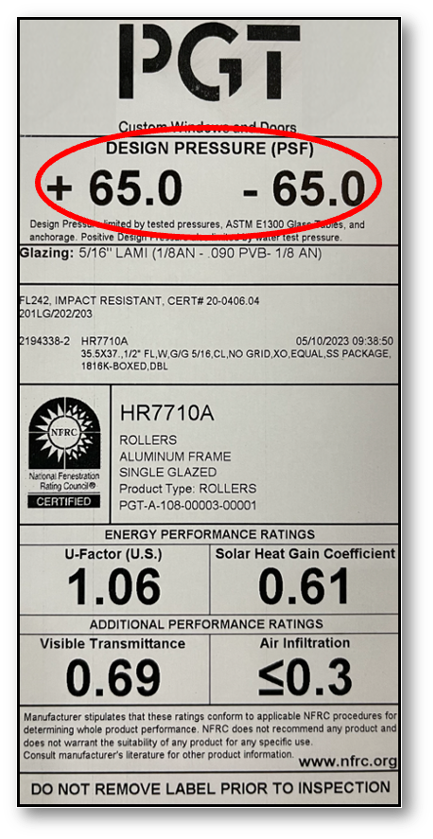 PGT
Custom Windows and Doors
DESIGN PRESSURE (PSF)
+ 65.0 - 65.0
Design Pressure limited by tested pressures, ASTM E1300 Glass Tables, and
anchorage. Positive Design Pressure also limited by water test pressure.
Glazing: 5/16" LAMI (1/8AN - .090 PVB- 1/8 AN)
FL242, IMPACT RESISTANT, CERT# 20-0406.04
201LG/202/203
2194338-2 HR7710A 05/10/2023 09:38:50
35.5X37.,1/2" FL,W,G/G 5/16,CL,NO GRID,XO,EQUAL,SS PACKAGE,
1816K-BOXED,DBL
NFRC
National Fenestration
Rating Council®
CERTIFIED
HR7710A
ROLLERS
ALUMINUM FRAME
SINGLE GLAZED
Product Type: ROLLERS
PGT-A-108-00003-00001
ENERGY PERFORMANCE RATINGS
U-Factor (U.S.) Solar Heat Gain Coefficient
1.06 0.61
ADDITIONAL PERFORMANCE RATINGS
Visible Transmittance Air Infiltration
0.69 ≤0.3
Manufacturer stipulates that these ratings conform to applicable NFRC procedures for
determining whole product performance. NFRC does not recommend any product and
does not warrant the suitability of any product for any specific use.
Consult manufacturer's literature for other product information. www.nfrc.org
DO NOT REMOVE LABEL PRIOR TO INSPECTION